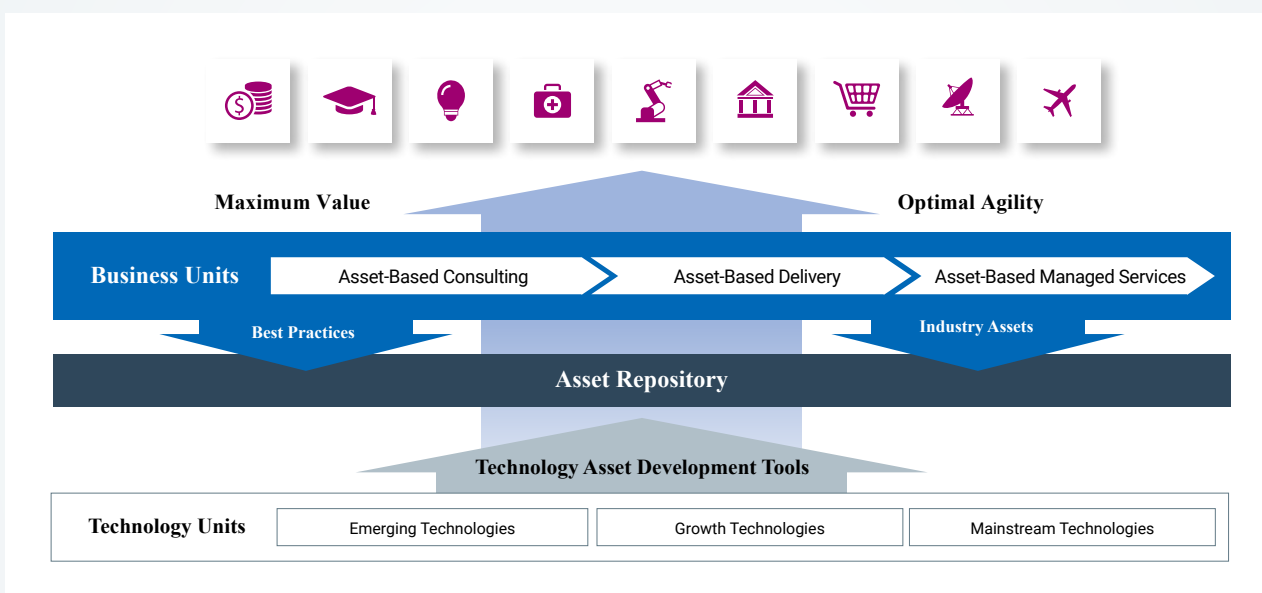 $
Maximum Value
Optimal Agility
Business Units
Asset-Based Consulting
Asset-Based Delivery
Asset-Based Managed Services
Best Practices
Industry Assets
Asset Repository
Technology Asset Development Tools
Technology Units
Emerging Technologies
Growth Technologies
Mainstream Technologies